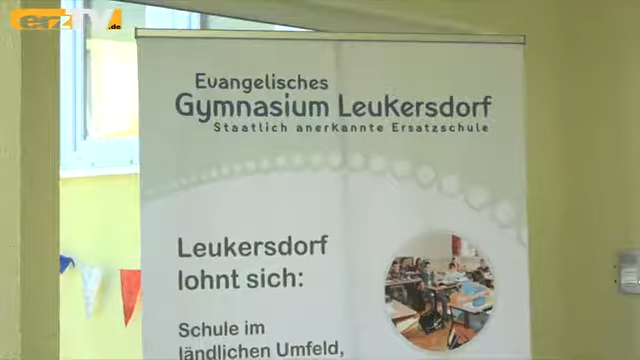 erzTV.de
Evangelisches
Gymnasium Leukersdorf
Staatlich anerkannte Ersatzschule
Leukersdorf
lohnt sich:
Schule im
ländlichen Umfeld,